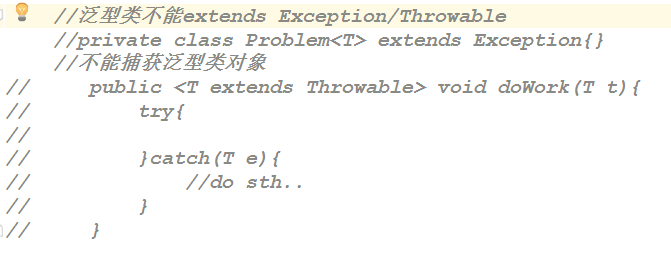 //泛型类不能extends Exception/Throwable
//private class Problem<T> extends Exception{}
//不能捕获泛型类对象
//     public <T extends Throwable> void doWork(T t){
//         try{
//
//         }catch(T e){
//             //do sth..
//         }
//     }